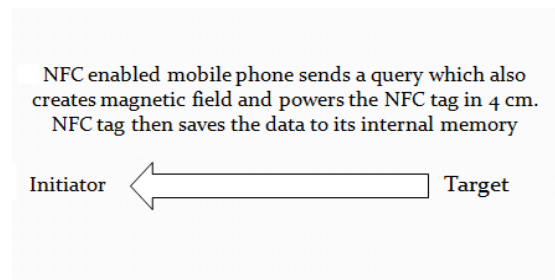 NFC enabled mobile phone sends a query which also
creates magnetic field and powers the NFC tag in 4 cm.
NFC tag then saves the data to its internal memory
Initiator
Target